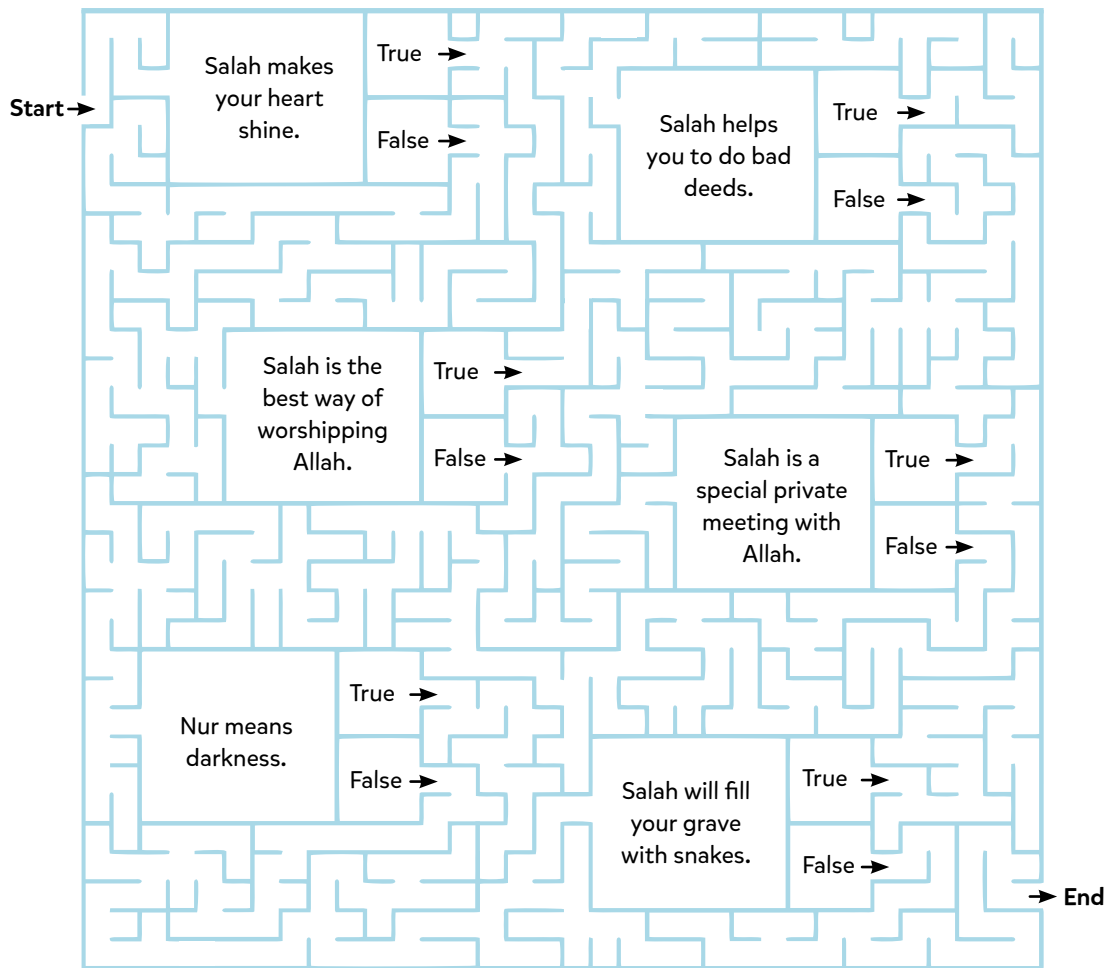 Start
Salah makes
your heart
shine.
True
False
Salah helps
you to do bad
deeds.
True
False
Salah is the
best way of
worshipping
Allah.
True
False
Salah is a
special private
meeting with
Allah.
True
False
Nur means
darkness.
True
False
Salah will fill
your grave
with snakes.
True
False
End